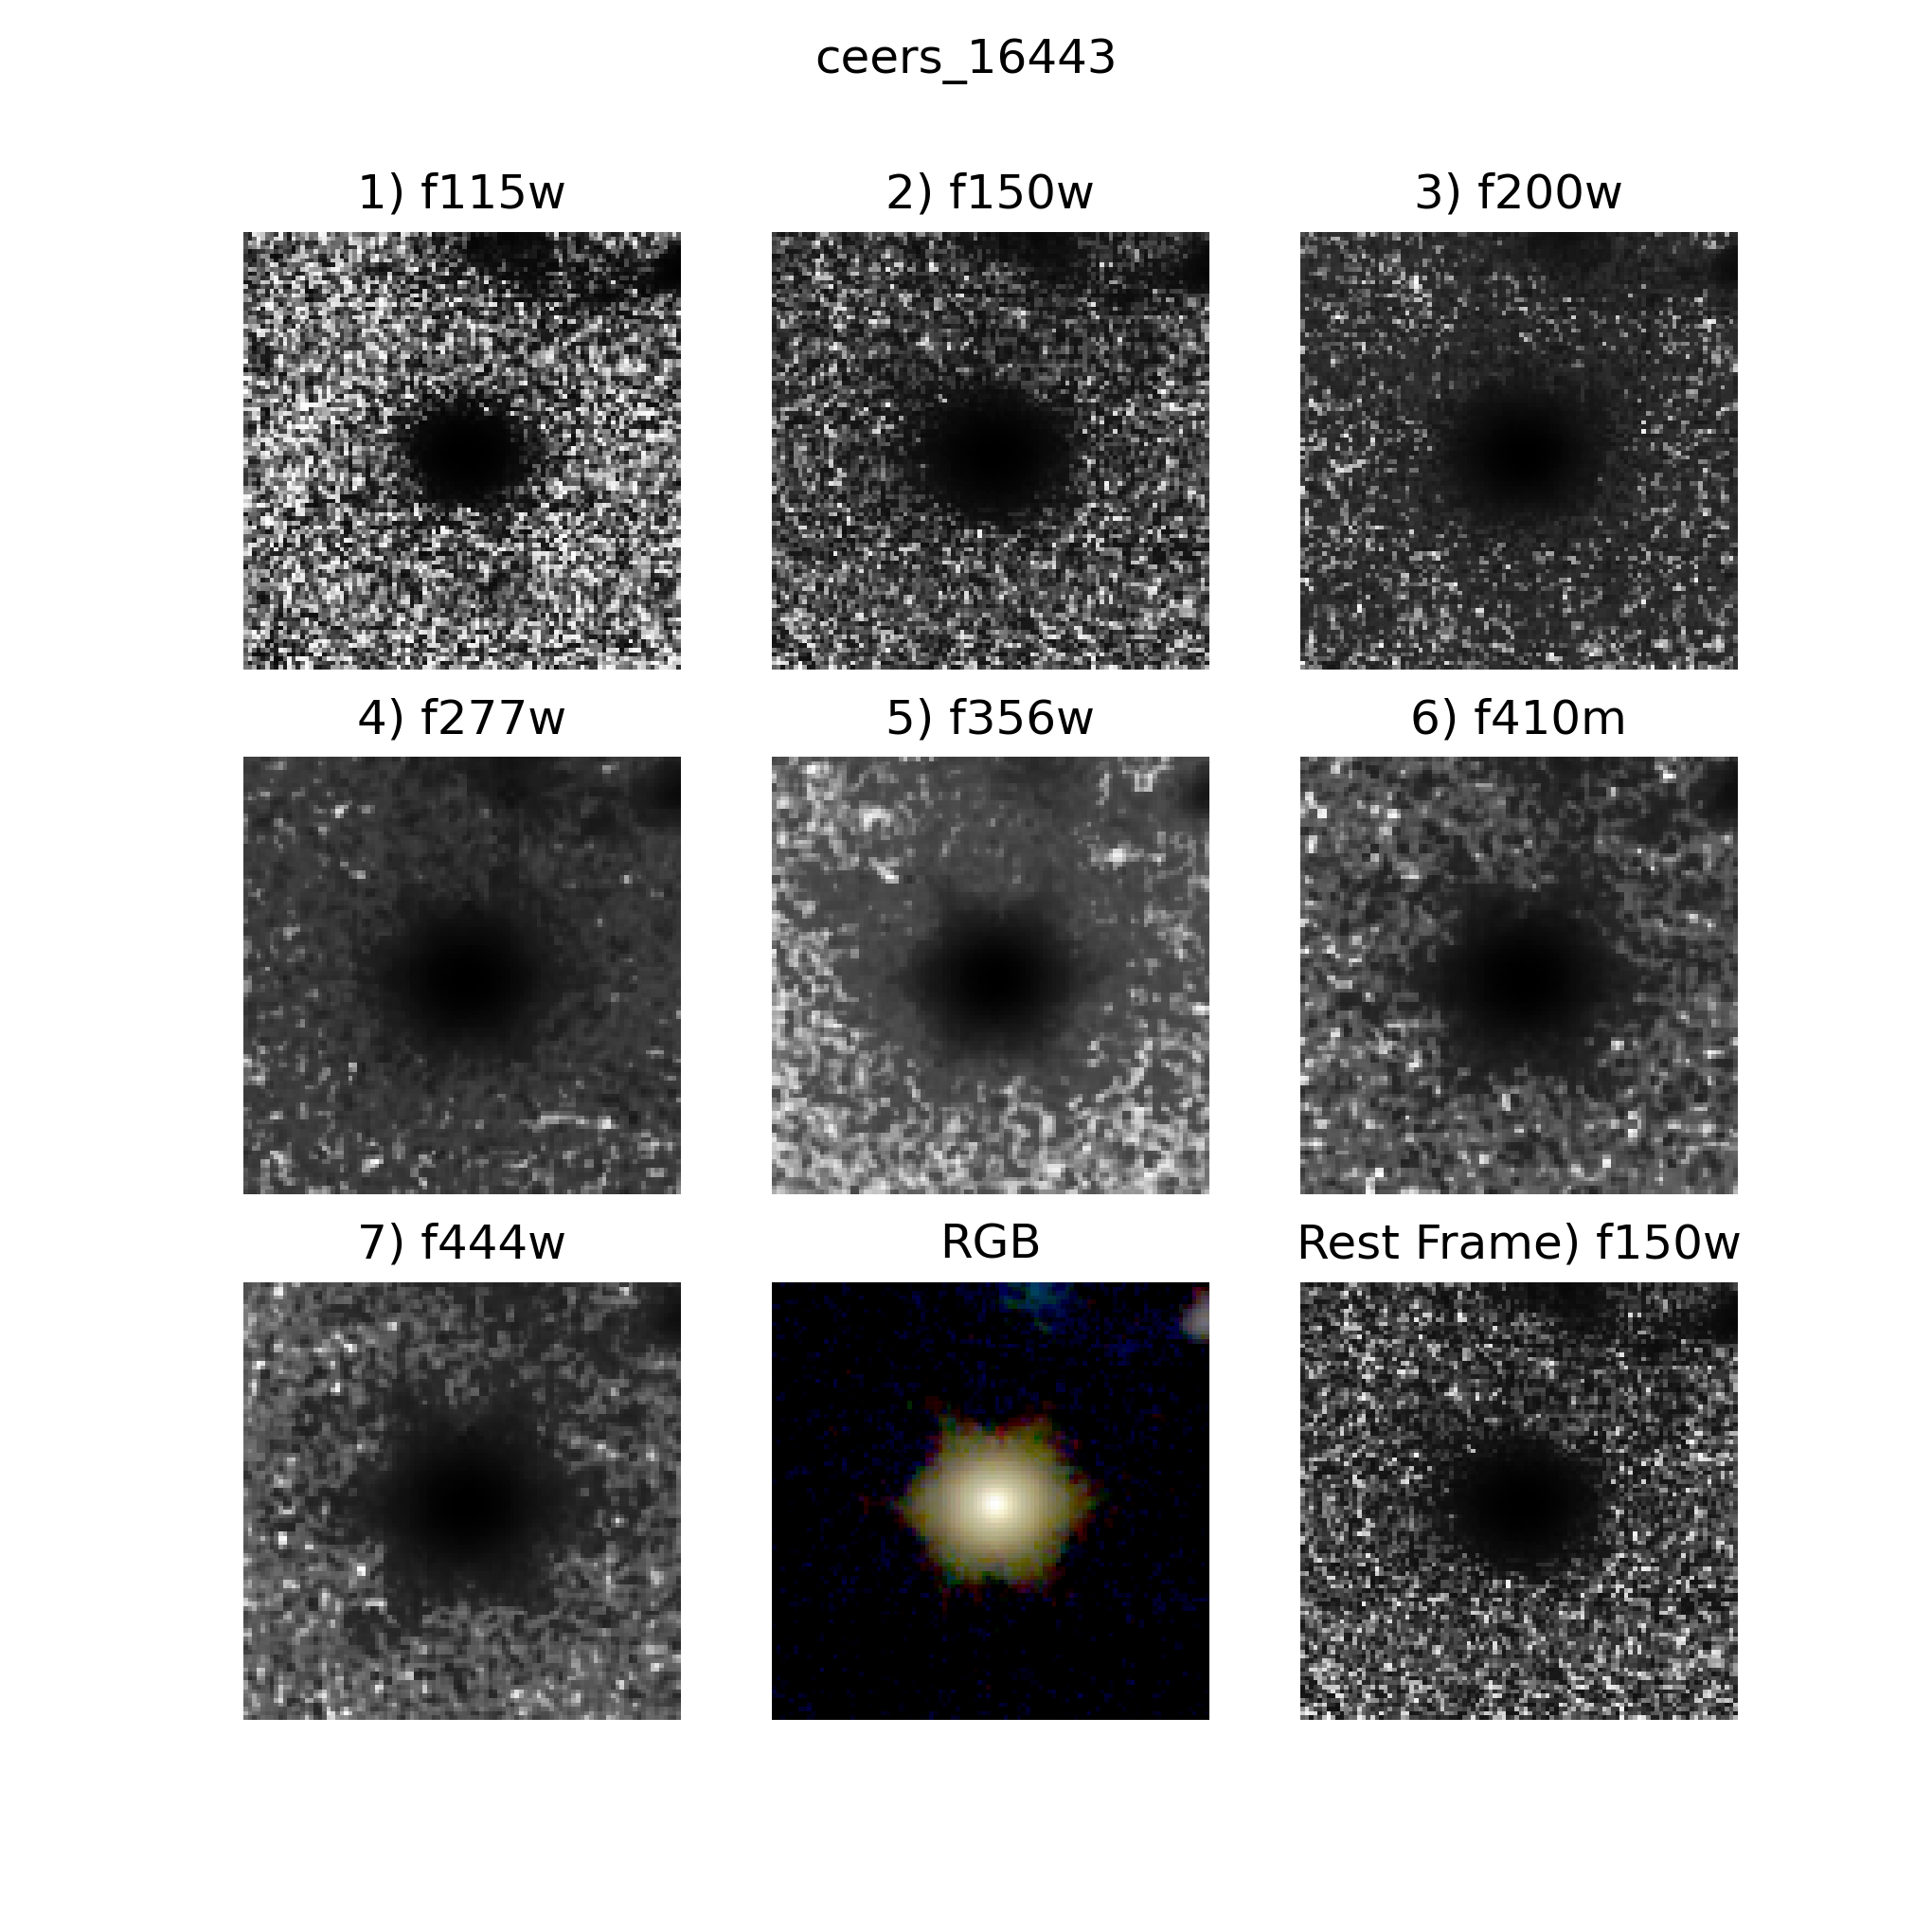 ceers_16443
1) f115w
2) f150w
3) f200w
4) f277w
5) f356w
6) f410m
7) f444w
RGB
Rest Frame) f150w